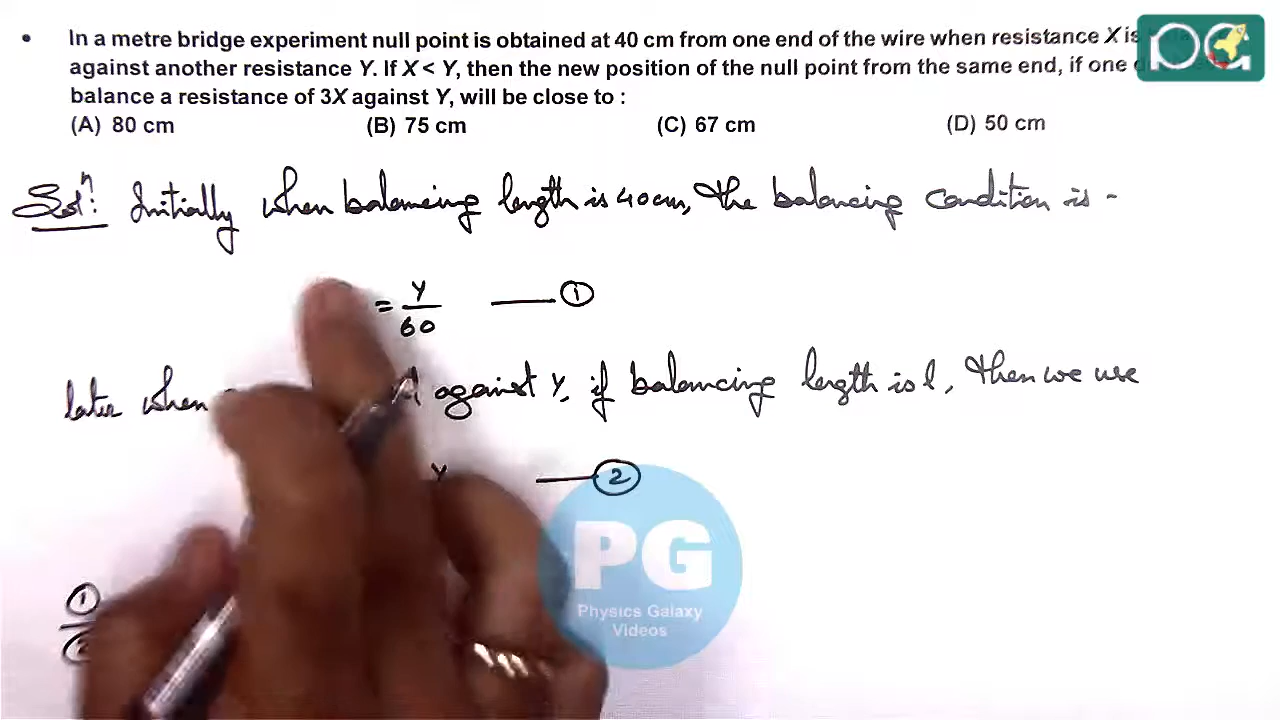 • In a metre bridge experiment null point is obtained at 40 cm from one end of the wire when resistance X is
against another resistance Y. If X < Y, then the new position of the null point from the same end, if one
balance a resistance of 3X against Y, will be close to :
(A) 80 cm (B) 75 cm (C) 67 cm (D) 50 cm
Solⁿ: Initially when balancing length is 40cm, the balancing condition is -
= Y/60 —— ①
later when against Y, if balancing length is l, then we use
Y —— ②
①
PG
Physics Galaxy
Videos